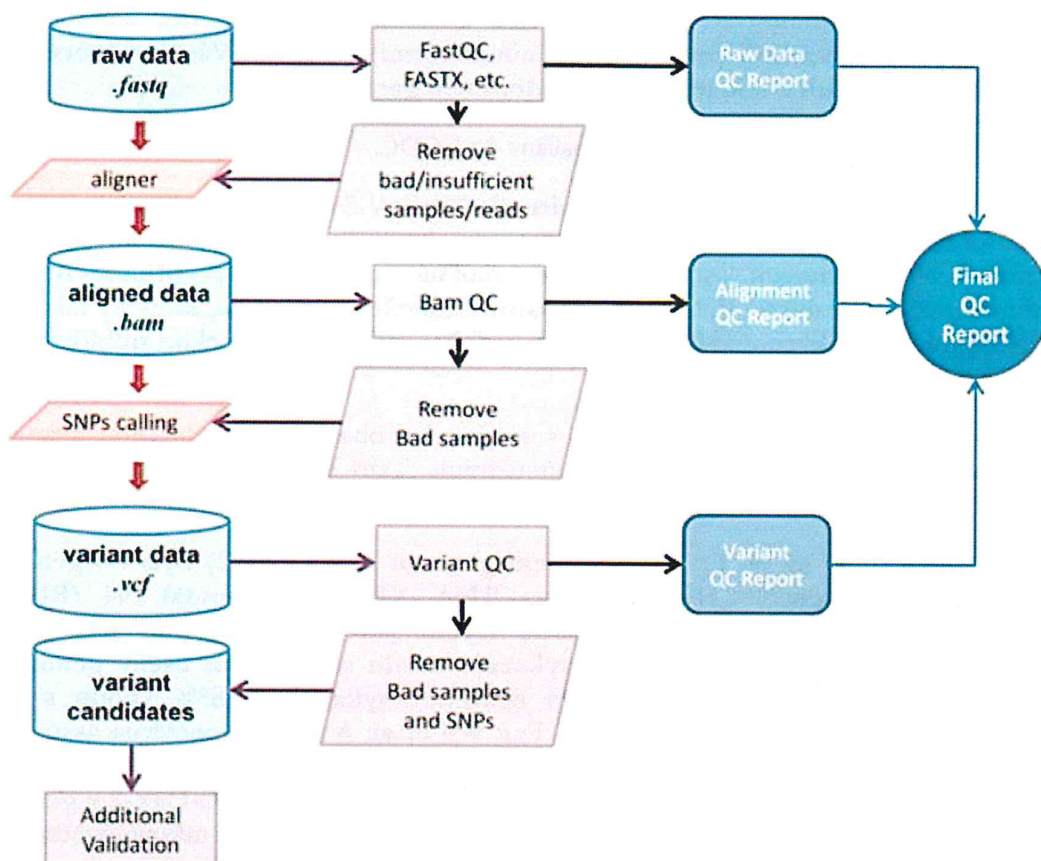 raw data
.fastq
FastQC,
FASTX, etc.
Raw Data
QC Report
aligner
Remove
bad/insufficient
samples/reads
aligned data
.bam
Bam QC
Alignment
QC Report
Final
QC
Report
SNPs calling
Remove
Bad samples
variant data
.vcf
Variant QC
Variant
QC Report
variant
candidates
Remove
Bad samples
and SNPs
Additional
Validation